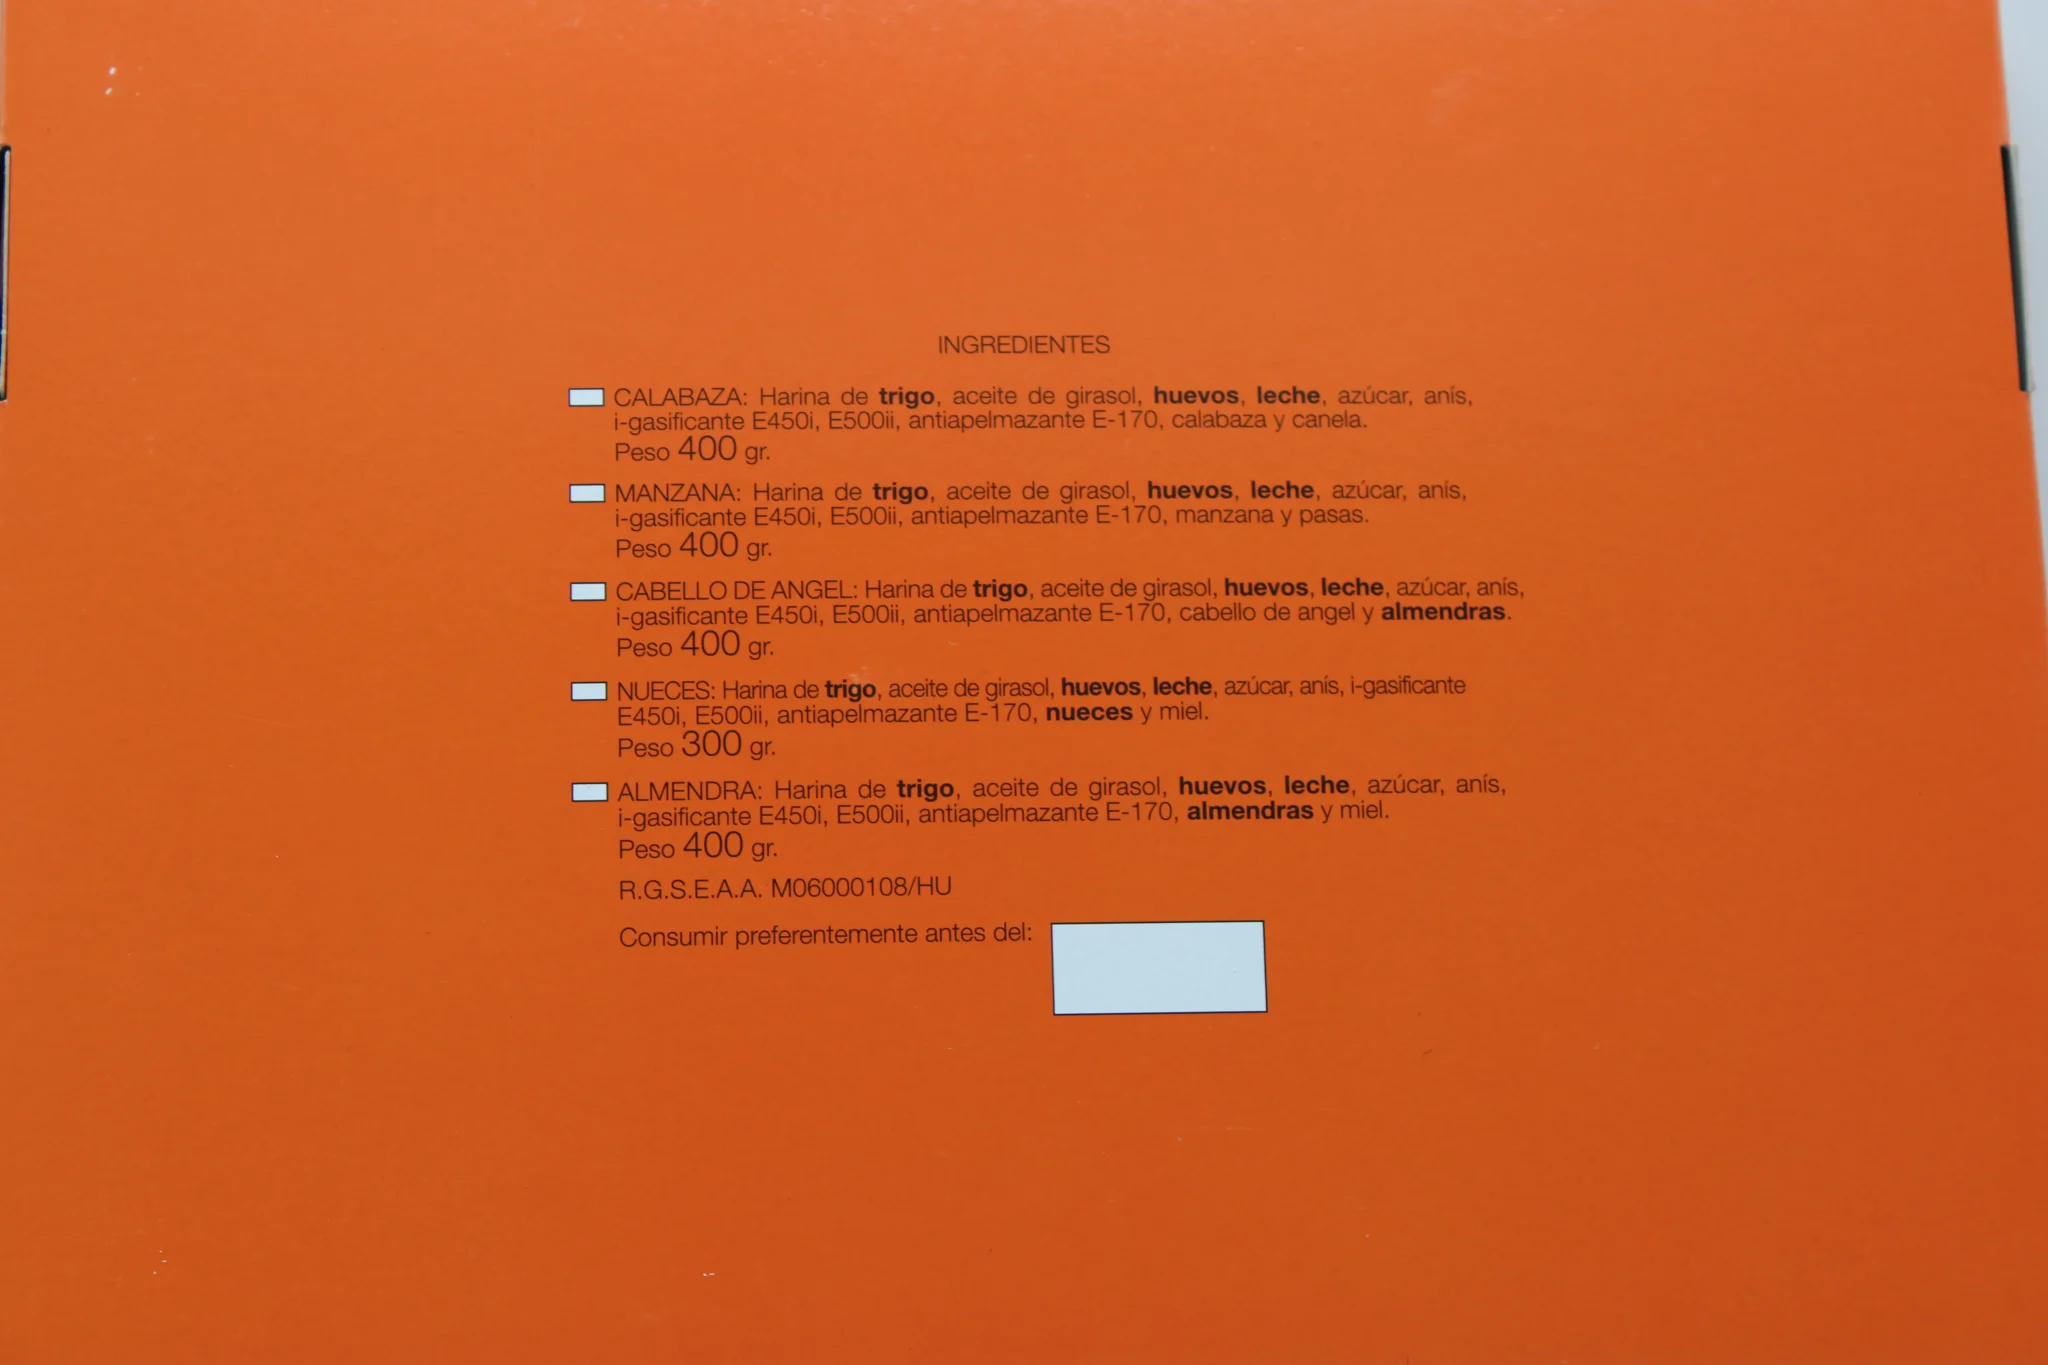 INGREDIENTES
CALABAZA: Harina de trigo, aceite de girasol, huevos, leche, azúcar, anís,
i-gasificante E450i, E500ii, antiapelmazante E-170, calabaza y canela.
Peso 400 gr.
MANZANA: Harina de trigo, aceite de girasol, huevos, leche, azúcar, anís,
i-gasificante E450i, E500ii, antiapelmazante E-170, manzana y pasas.
Peso 400 gr.
CABELLO DE ANGEL: Harina de trigo, aceite de girasol, huevos, leche, azúcar, anís,
i-gasificante E450i, E500ii, antiapelmazante E-170, cabello de angel y almendras.
Peso 400 gr.
NUECES: Harina de trigo, aceite de girasol, huevos, leche, azúcar, anís, i-gasificante
E450i, E500ii, antiapelmazante E-170, nueces y miel.
Peso 300 gr.
ALMENDRA: Harina de trigo, aceite de girasol, huevos, leche, azúcar, anís,
i-gasificante E450i, E500ii, antiapelmazante E-170, almendras y miel.
Peso 400 gr.
R.G.S.E.A.A. M06000108/HU
Consumir preferentemente antes del: